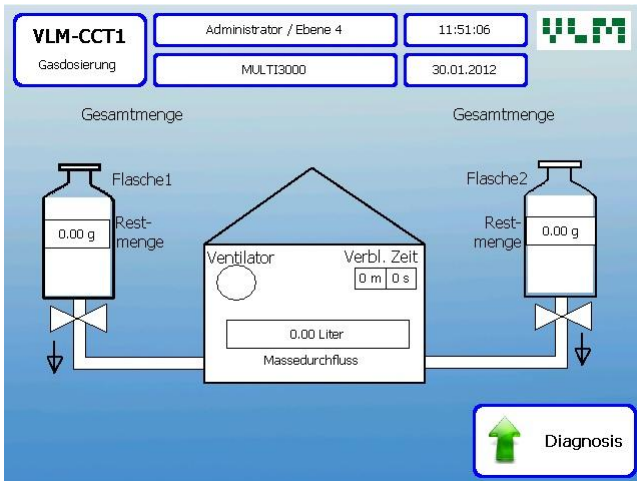 VLM-CCT1
Gasdosierung
Administrator / Ebene 4
11:51:06
VLM
MULTI3000
30.01.2012
Gesamtmenge
Gesamtmenge
Flasche1
Flasche2
0.00 g
Rest-
menge
Rest-
menge
0.00 g
Ventilator
Verbl. Zeit
0 m
0 s
0.00 Liter
Massedurchfluss
Diagnosis